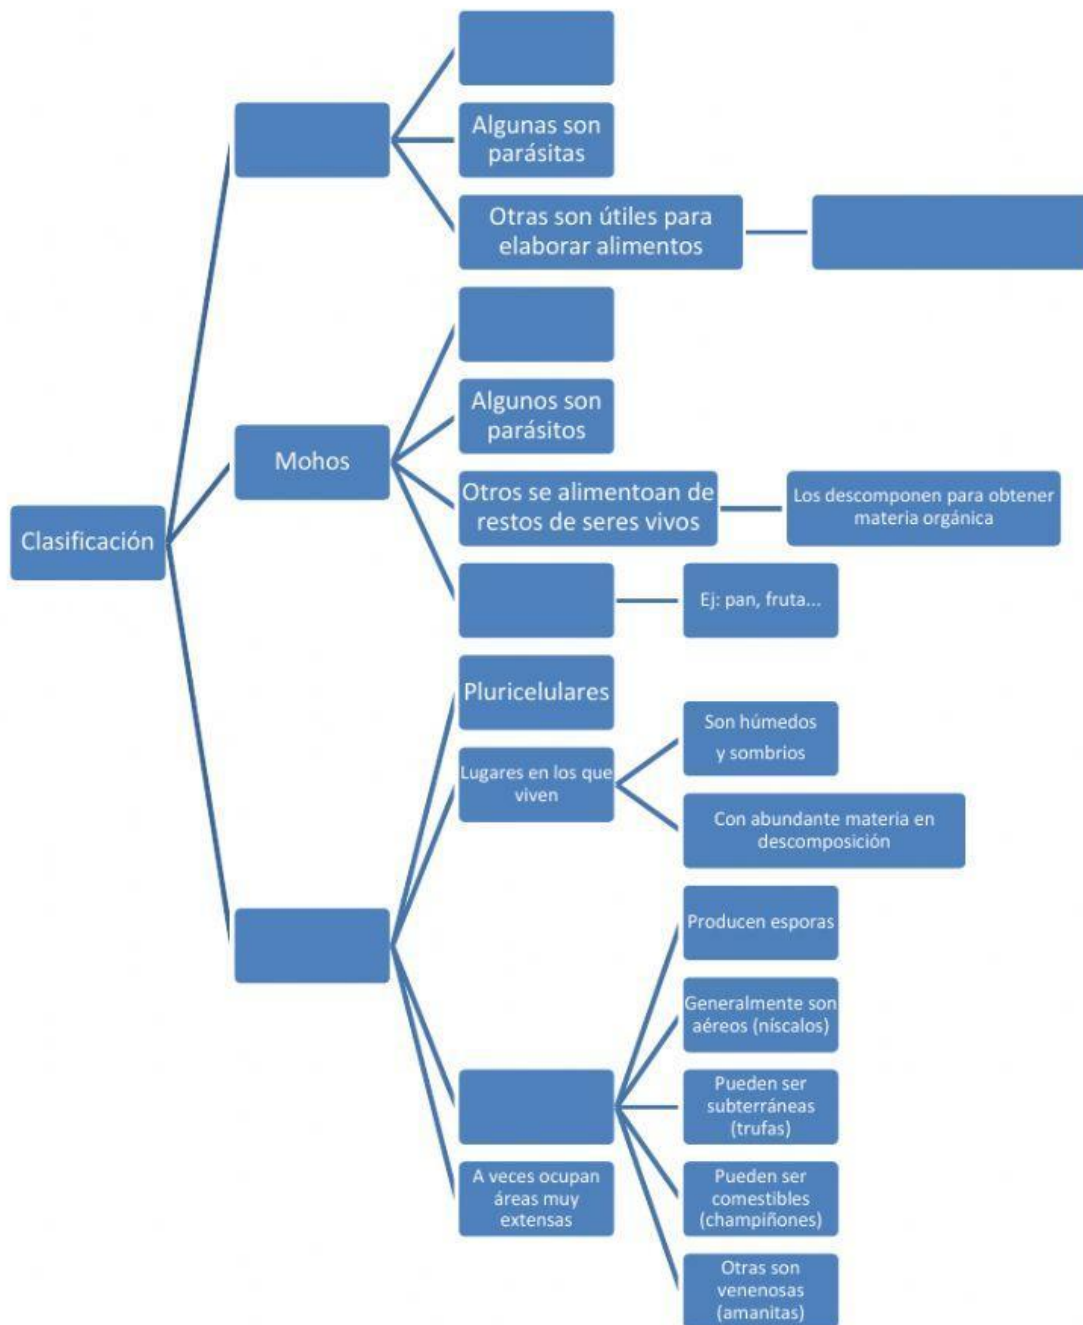 Algunas son
parásitas
Otras son útiles para
elaborar alimentos
Algunos son
parásitos
Mohos
Otros se alimentoan de
restos de seres vivos
Los descomponen para obtener
materia orgánica
Clasificación
Ej: pan, fruta...
Pluricelulares
Lugares en los que
viven
Son húmedos
y sombrios
Con abundante materia en
descomposición
Producen esporas
Generalmente son
aéreos (níscalos)
Pueden ser
subterráneas
(trufas)
A veces ocupan
áreas muy
extensas
Pueden ser
comestibles
(champiñones)
Otras son
venenosas
(amanitas)